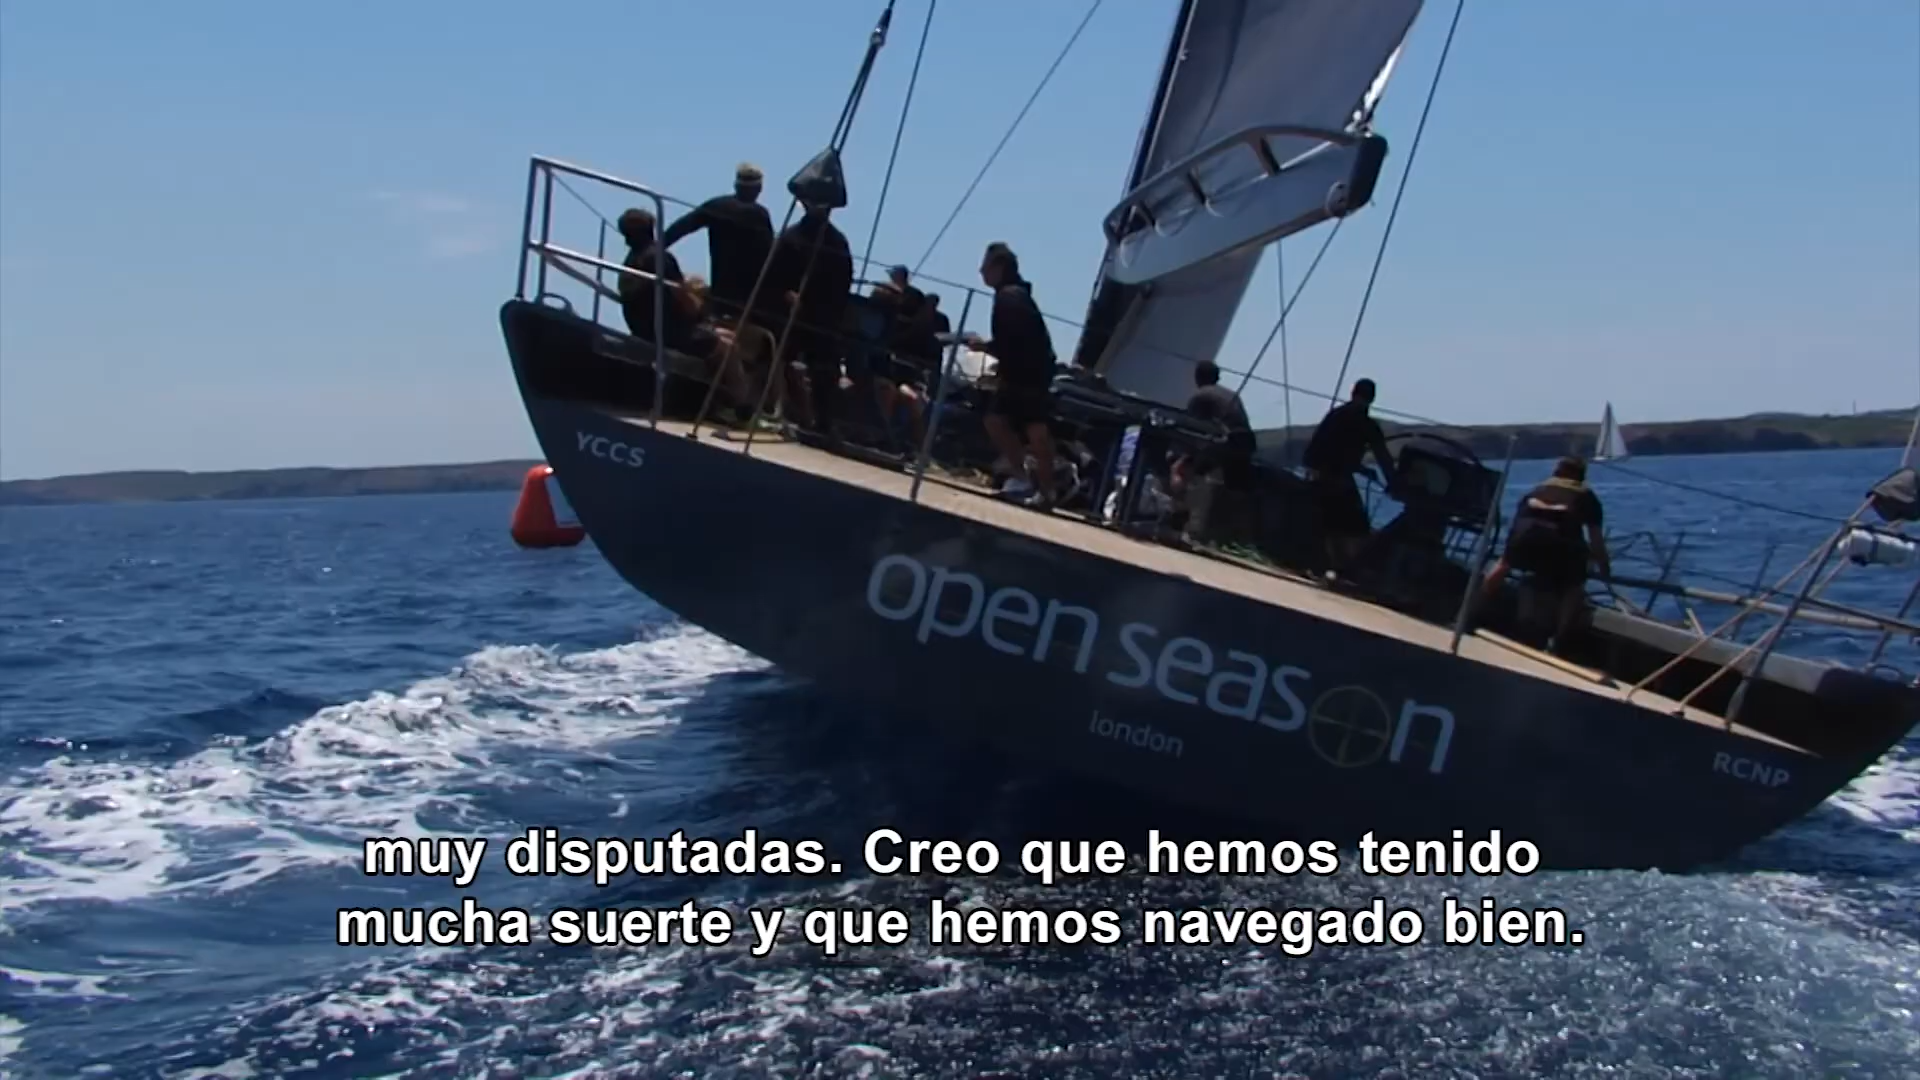 YCCS
open season
london
RCNP
muy disputadas. Creo que hemos tenido
mucha suerte y que hemos navegado bien.